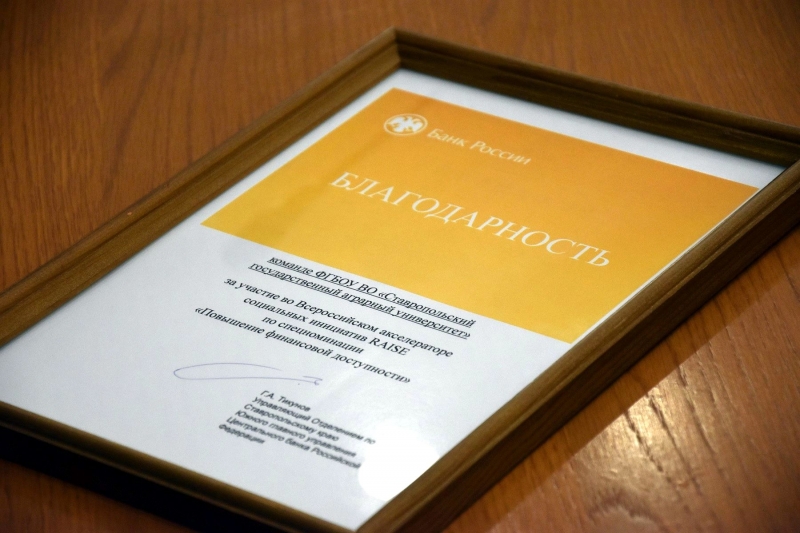 Банк России
БЛАГОДАРНОСТЬ
команде ФГБОУ ВО «Ставропольский
государственный аграрный университет»
за участие во Всероссийском акселераторе
социальных инициатив RAISE
по спецноминации
«Повышение финансовой доступности»
Г.А. Тикунов
Управляющий Отделением по
Ставропольскому краю
Южного главного управления
Центрального банка Российской
Федерации